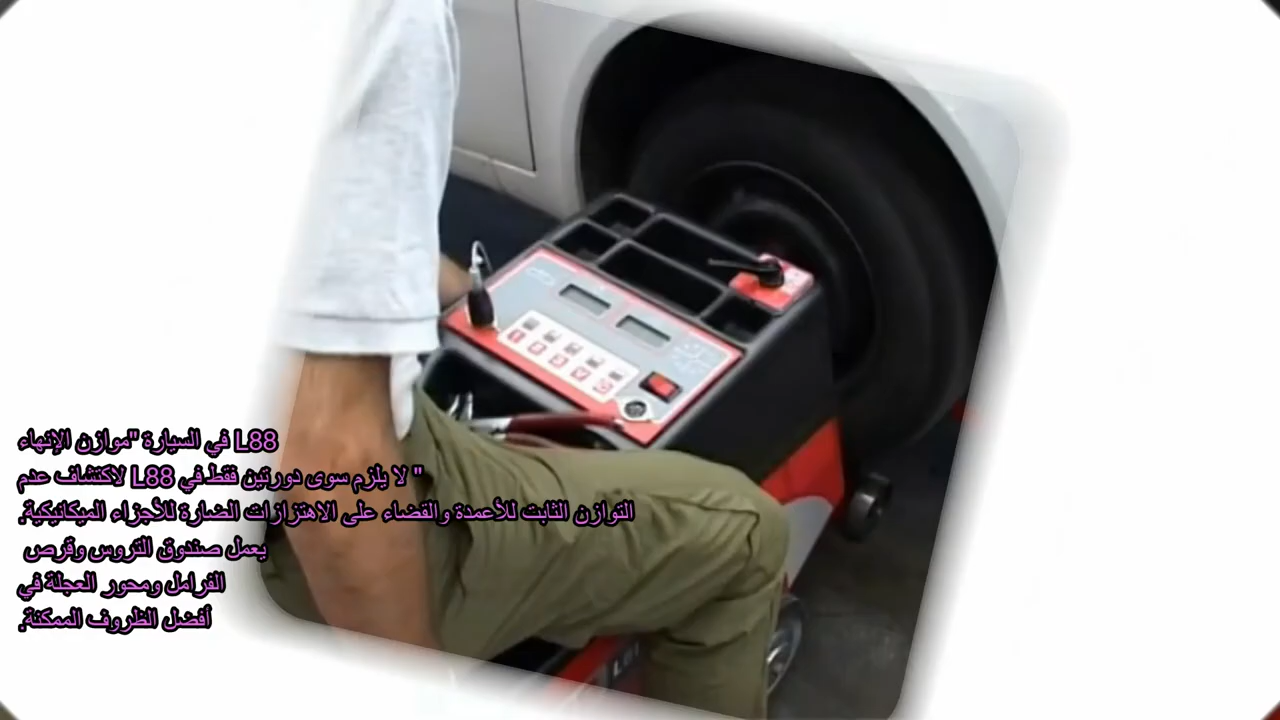 L88 في السيارة "موازن الإنهاء
" لا يلزم سوى دورتين فقط في L88 لاكتشاف عدم
التوازن الثابت للأعمدة والقضاء على الاهتزازات الضارة للأجزاء الميكانيكية.
يعمل صندوق التروس وقرص
الفرامل ومحور العجلة في
أفضل الظروف الممكنة.